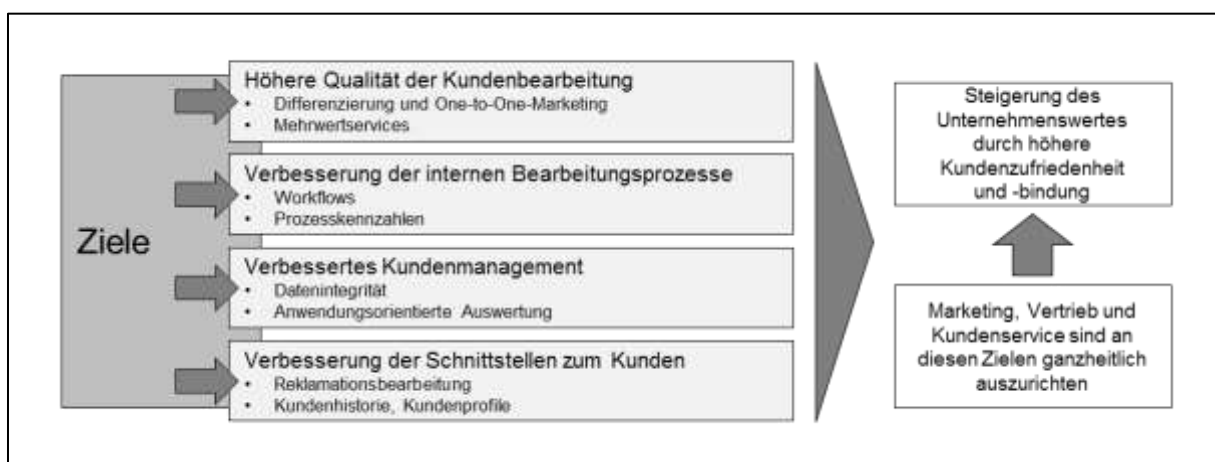 Ziele
Höhere Qualität der Kundenbearbeitung
• Differenzierung und One-to-One-Marketing
• Mehrwertservices
Verbesserung der internen Bearbeitungsprozesse
• Workflows
• Prozesskennzahlen
Verbessertes Kundenmanagement
• Datenintegrität
• Anwendungsorientierte Auswertung
Verbesserung der Schnittstellen zum Kunden
• Reklamationsbearbeitung
• Kundenhistorie, Kundenprofile
Steigerung des
Unternehmenswertes
durch höhere
Kundenzufriedenheit
und -bindung
Marketing, Vertrieb und
Kundenservice sind an
diesen Zielen ganzheitlich
auszurichten